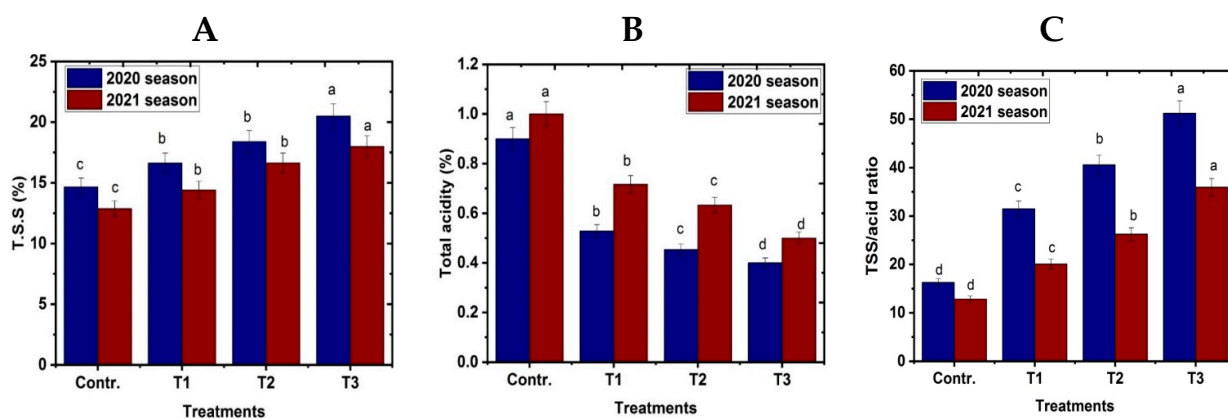 A
B
C
2020 season
2021 season
T.S.S (%)
25
20
15
10
5
0
c
c
b
b
b
b
a
a
Contr.
T1
T2
T3
Treatments
2020 season
2021 season
Total acidity (%)
1.2
1.0
0.8
0.6
0.4
0.2
0.0
a
a
b
b
c
c
d
d
Contr.
T1
T2
T3
Treatments
2020 season
2021 season
TSS/acid ratio
60
50
40
30
20
10
0
d
d
c
c
b
b
a
a
Contr.
T1
T2
T3
Treatments